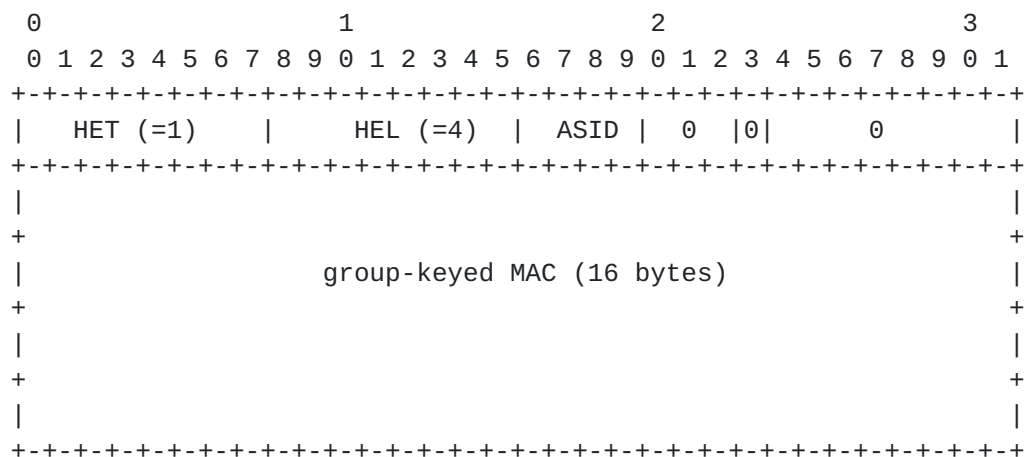 0                   1                   2                   3
 0 1 2 3 4 5 6 7 8 9 0 1 2 3 4 5 6 7 8 9 0 1 2 3 4 5 6 7 8 9 0 1
+-+-+-+-+-+-+-+-+-+-+-+-+-+-+-+-+-+-+-+-+-+-+-+-+-+-+-+-+-+-+-+-+
|   HET (=1)    |     HEL (=4)  |  ASID |  0  |0|      0        |
+-+-+-+-+-+-+-+-+-+-+-+-+-+-+-+-+-+-+-+-+-+-+-+-+-+-+-+-+-+-+-+-+
|                                                               |
+                                                               +
|                   group-keyed MAC (16 bytes)                  |
+                                                               +
|                                                               |
+                                                               +
|                                                               |
+-+-+-+-+-+-+-+-+-+-+-+-+-+-+-+-+-+-+-+-+-+-+-+-+-+-+-+-+-+-+-+-+